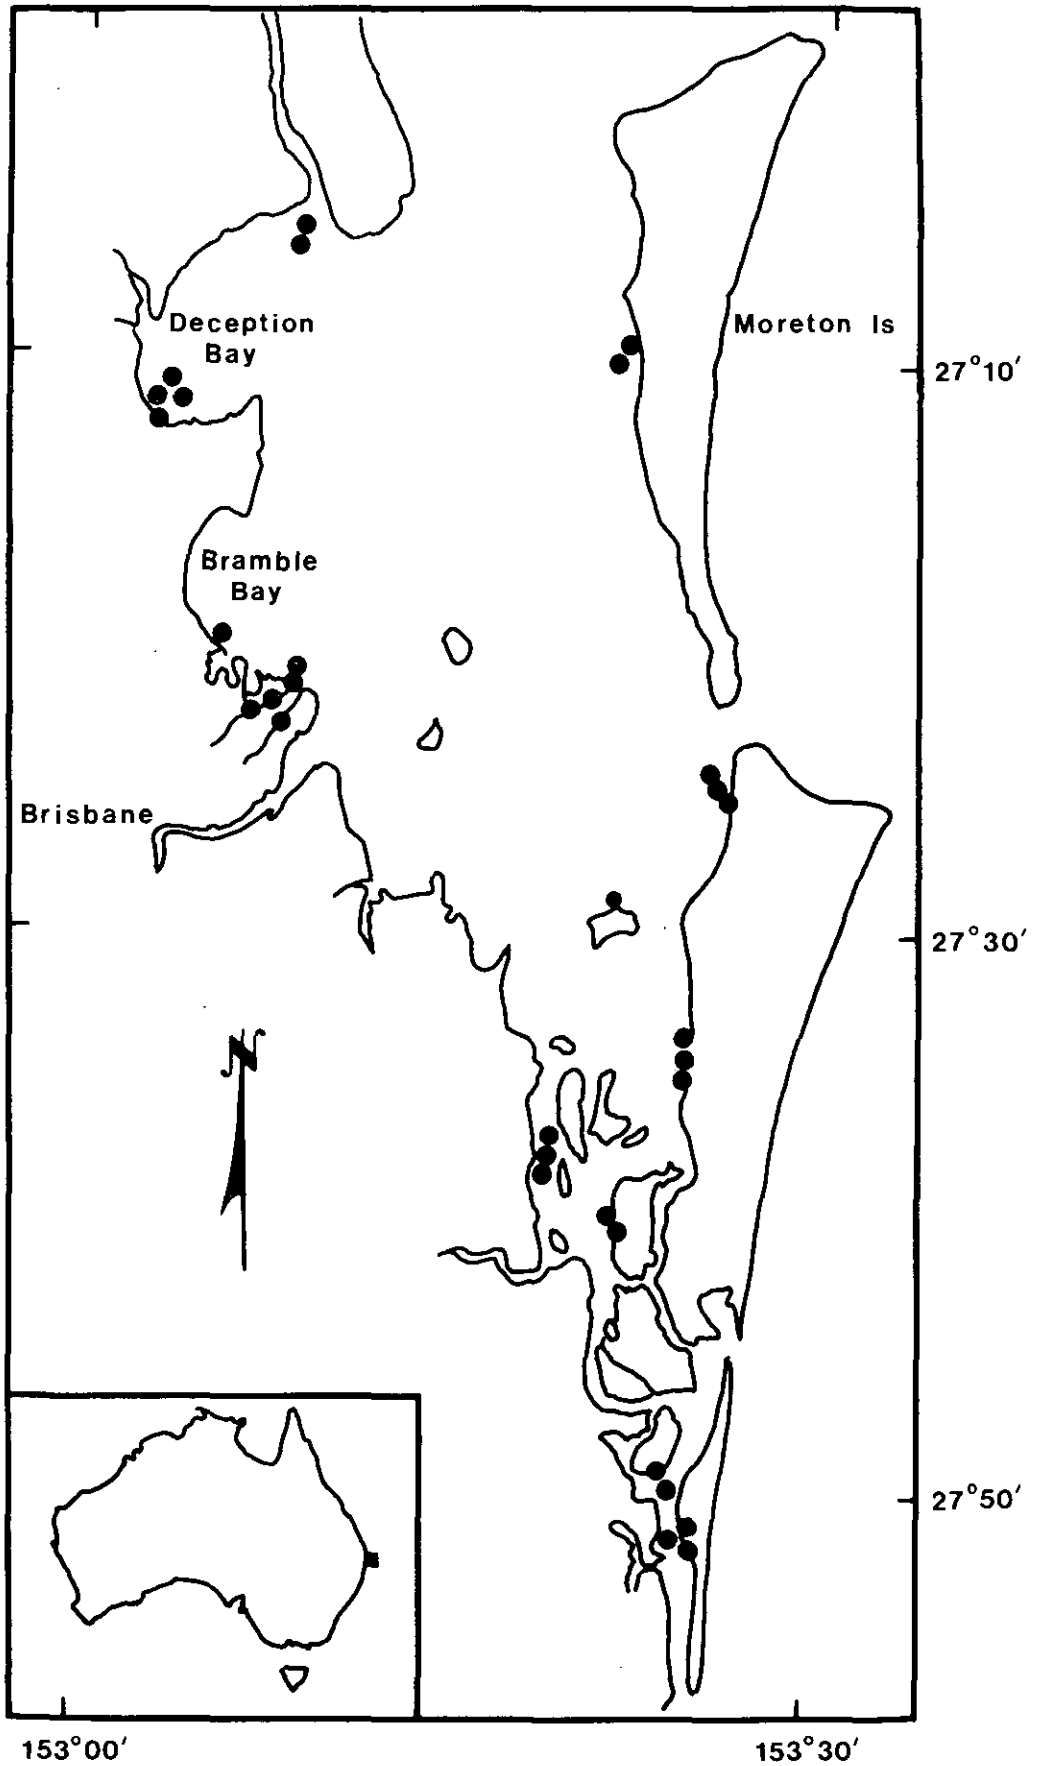 Deception
Bay
Moreton Is
27°10′
Bramble
Bay
Brisbane
27°30′
N
27°50′
153°00′
153°30′